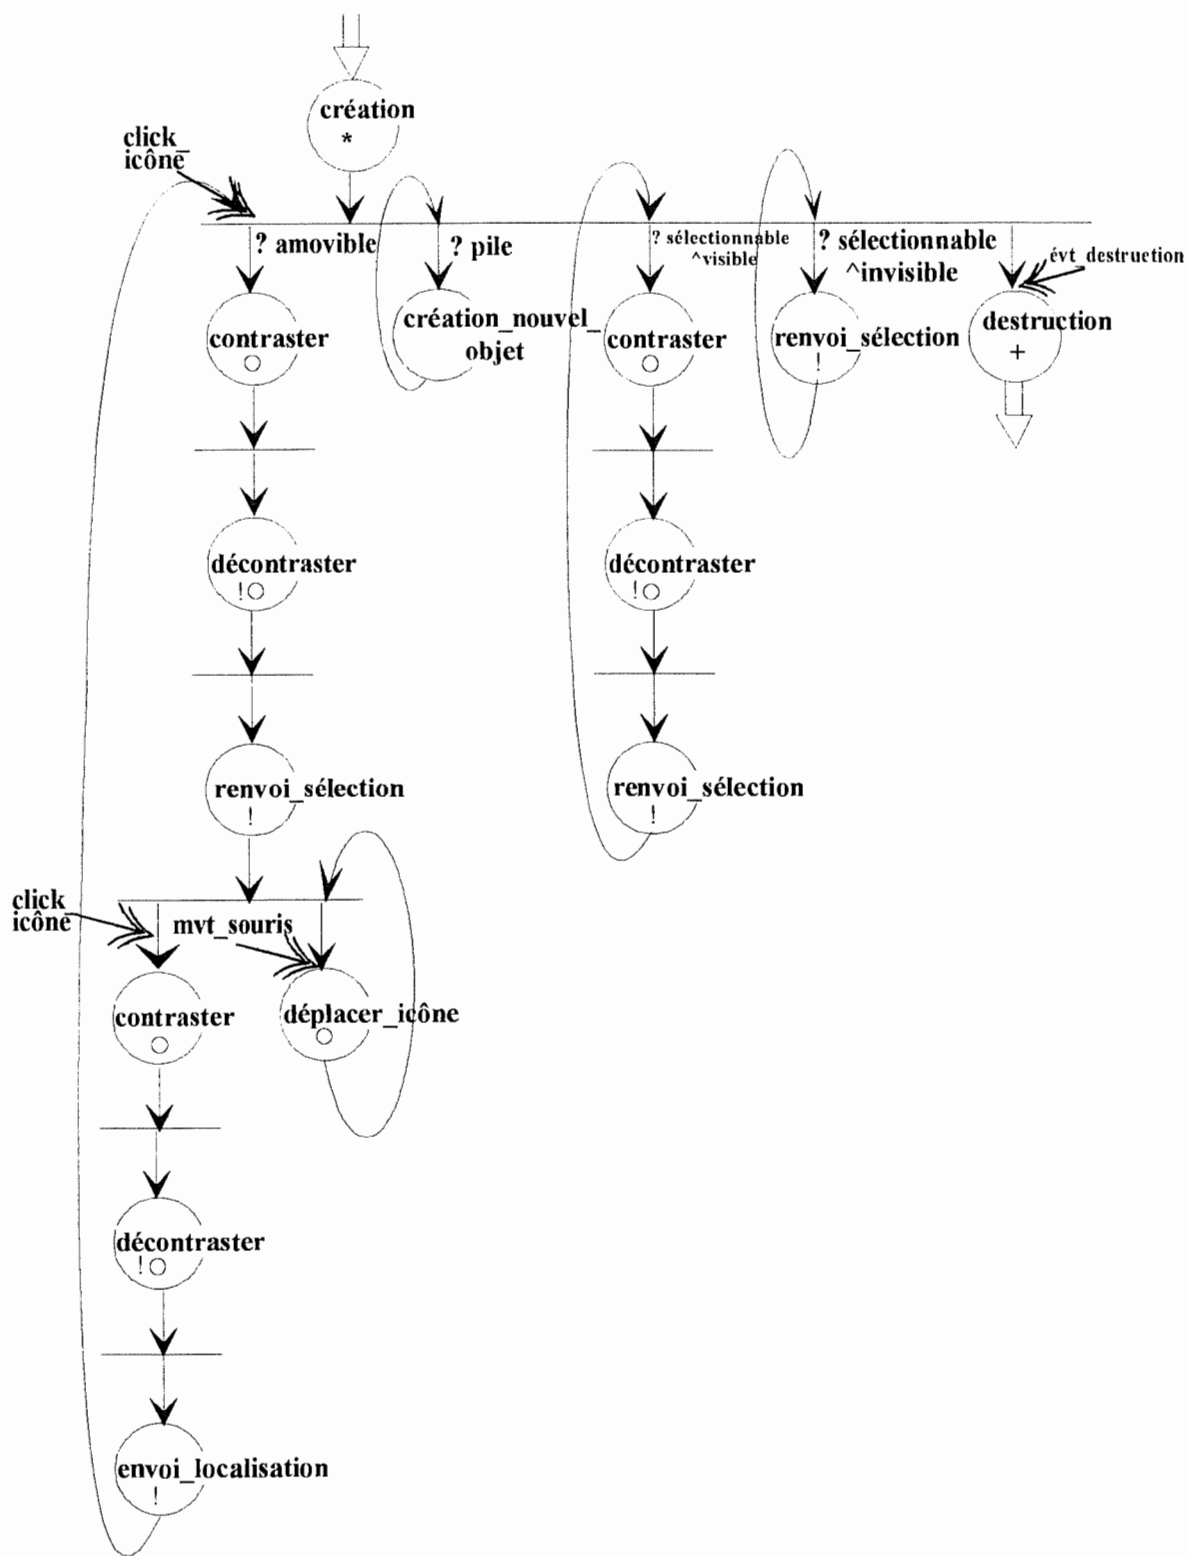 création
*
click_
icône
? amovible
? pile
? sélectionnable
^visible
? sélectionnable
^invisible
évt_destruction
contraster
création_nouvel_
objet
contraster
renvoi_sélection
!
destruction
+
décontraster
!
décontraster
!
renvoi_sélection
!
renvoi_sélection
!
click
icône
mvt_souris
contraster
déplacer_icône
décontraster
!
envoi_localisation
!